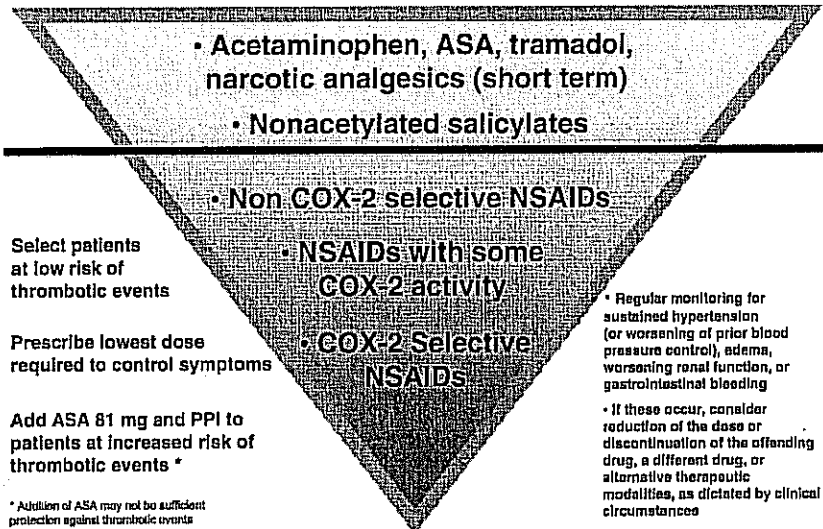 • Acetaminophen, ASA, tramadol,
narcotic analgesics (short term)
• Nonacetylated salicylates
• Non COX-2 selective NSAIDs
• NSAIDs with some
COX-2 activity
• COX-2 Selective
NSAIDs
Select patients
at low risk of
thrombotic events
Prescribe lowest dose
required to control symptoms
Add ASA 81 mg and PPI to
patients at increased risk of
thrombotic events *
* Addition of ASA may not be sufficient
protection against thrombotic events
• Regular monitoring for
sustained hypertension
(or worsening of prior blood
pressure control), edema,
worsening renal function, or
gastrointestinal bleeding
• If these occur, consider
reduction of the dose or
discontinuation of the offending
drug, a different drug, or
alternative therapeutic
modalities, as dictated by clinical
circumstances